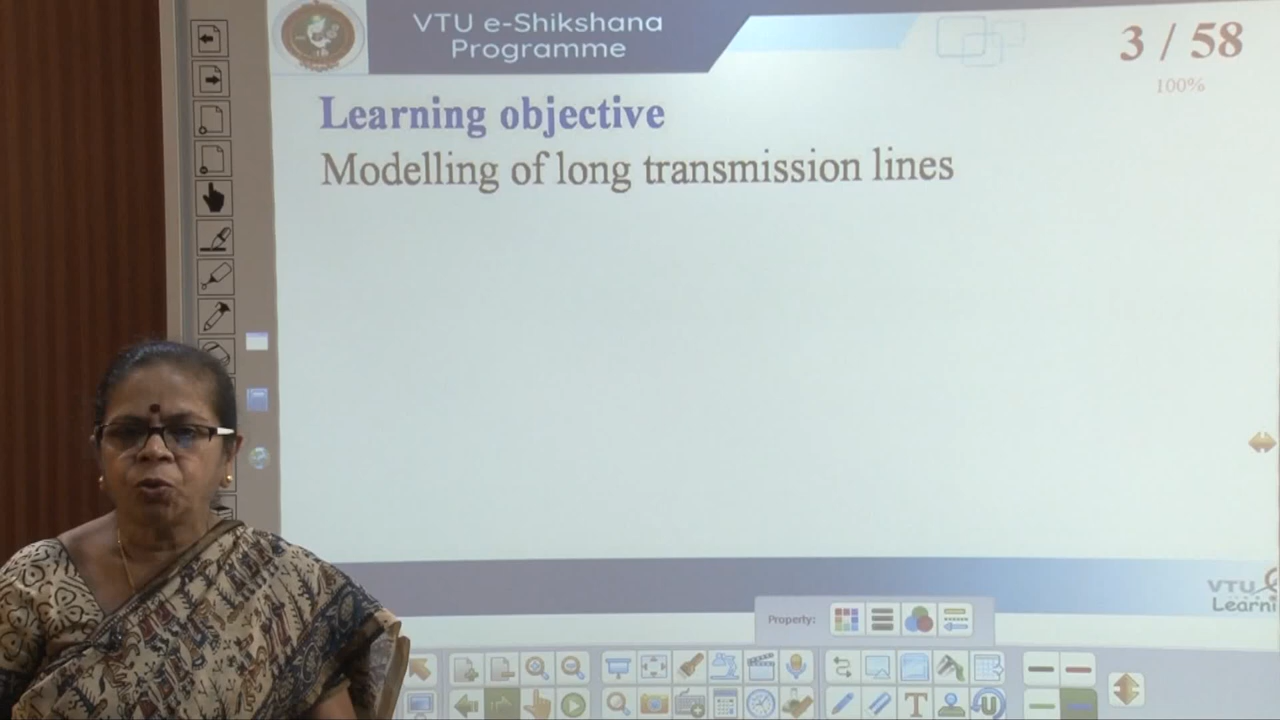 VTU e-Shikshana
Programme
3 / 58
100%
Learning objective
Modelling of long transmission lines
VTU
Learni
Property: